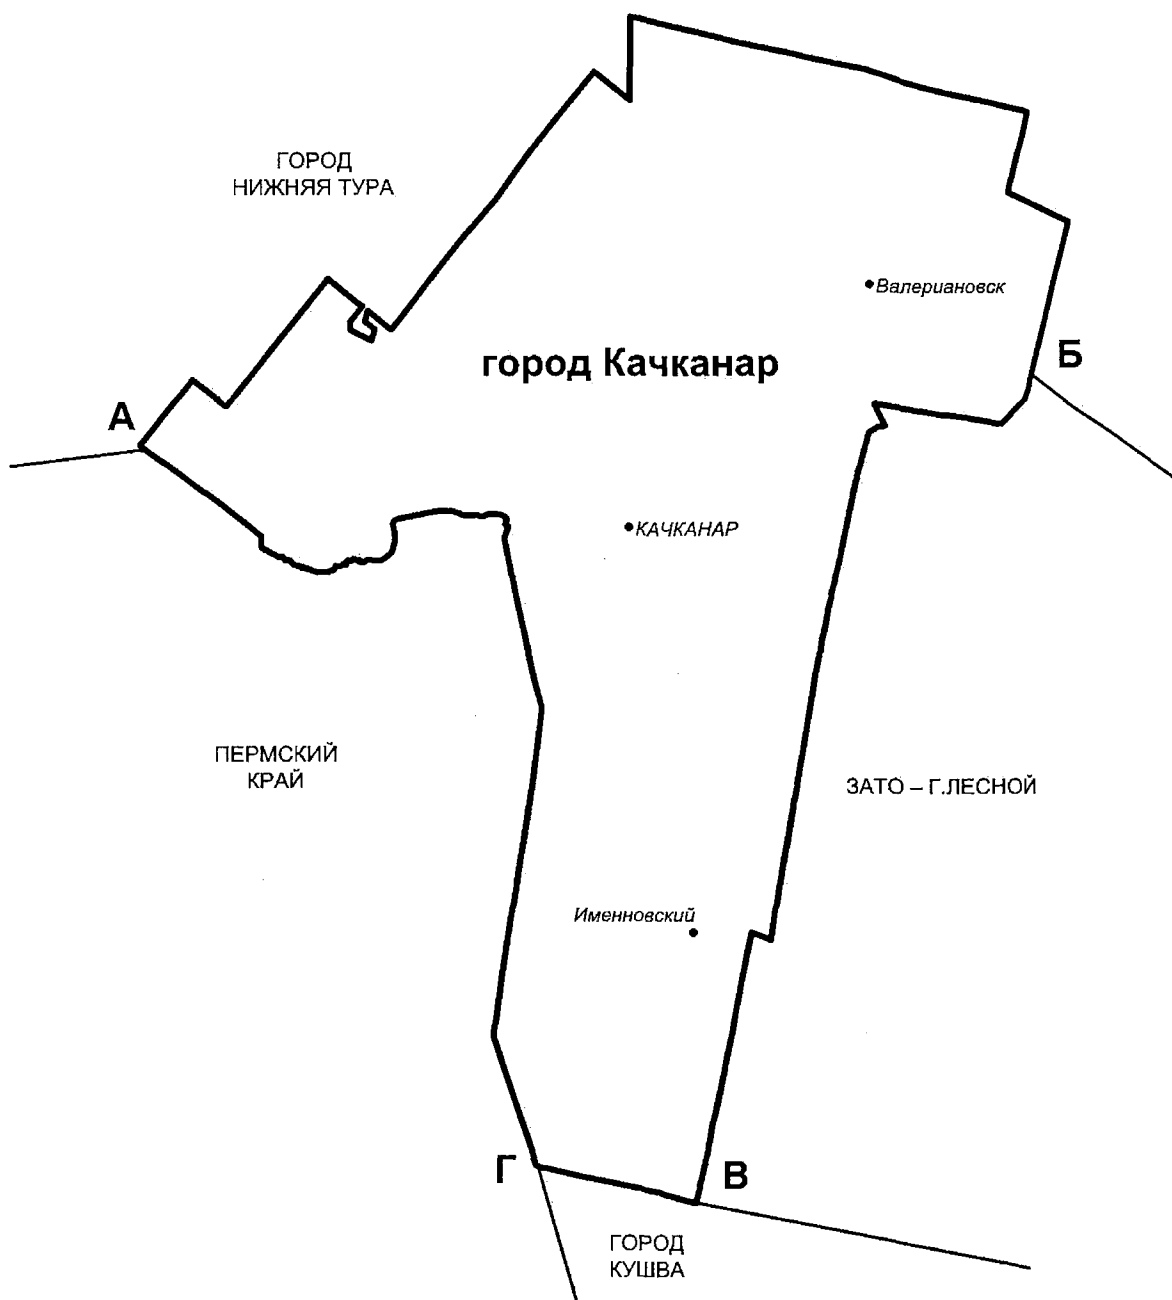 ГОРОД
НИЖНЯЯ ТУРА
Валериановск
город Качканар
Б
А
КАЧКАНАР
ПЕРМСКИЙ
КРАЙ
ЗАТО – Г.ЛЕСНОЙ
Именновский
Г
В
ГОРОД
КУШВА